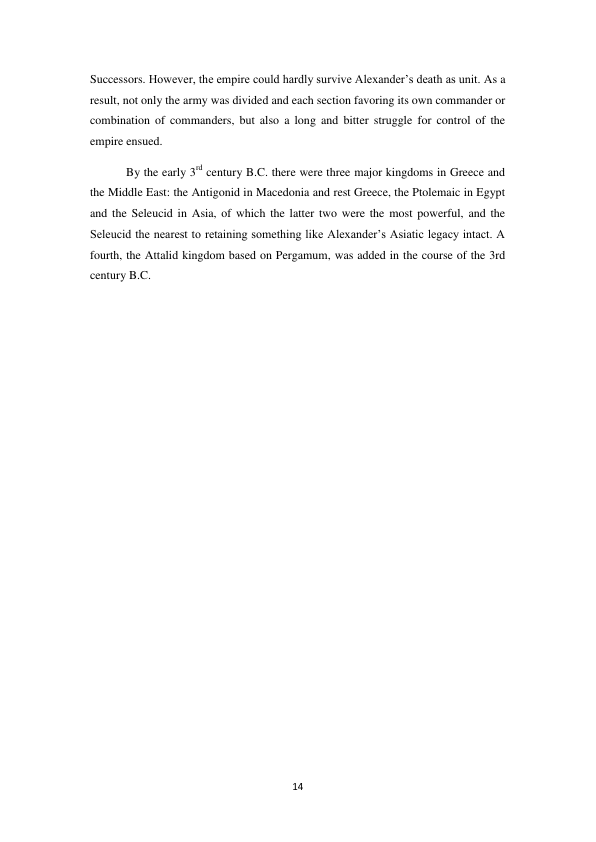 Successors. However, the empire could hardly survive Alexander’s death as unit. As a
result, not only the army was divided and each section favoring its own commander or
combination of commanders, but also a long and bitter struggle for control of the
empire ensued.
By the early 3rd century B.C. there were three major kingdoms in Greece and
the Middle East: the Antigonid in Macedonia and rest Greece, the Ptolemaic in Egypt
and the Seleucid in Asia, of which the latter two were the most powerful, and the
Seleucid the nearest to retaining something like Alexander’s Asiatic legacy intact. A
fourth, the Attalid kingdom based on Pergamum, was added in the course of the 3rd
century B.C.
14